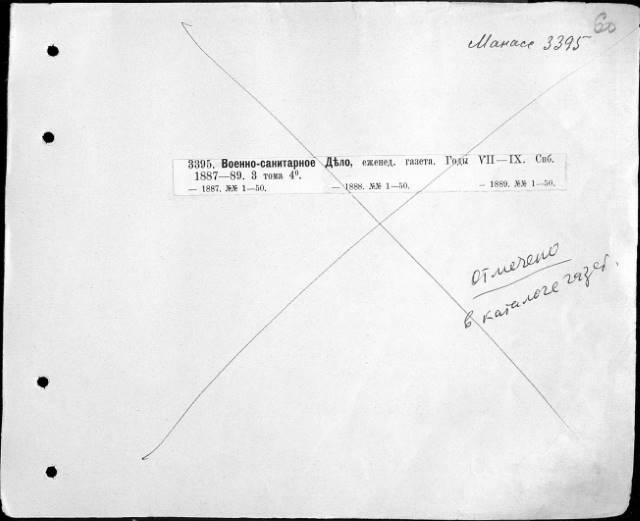 60
Манасс 3395
3395. Военно-санитарное Дѣло, еженед. газета. Годы VII—IX. Спб.
1887—89. 3 тома 4⁰.
— 1887. №№ 1—50. — 1888. №№ 1—50. — 1889. №№ 1—50.
отмечено
в каталоге газет.